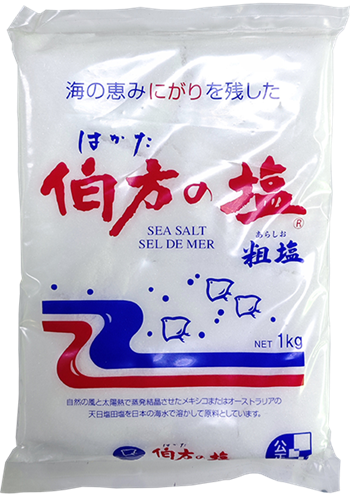 海の恵みにがりを残した
はかた
伯方の塩
®
SEA SALT
SEL DE MER
あらしお
粗塩
NET 1kg
自然の風と太陽熱で蒸発結晶させたメキシコまたはオーストラリアの
天日塩田塩を日本の海水で溶かして原料としています。
はかた
伯方の塩
公正